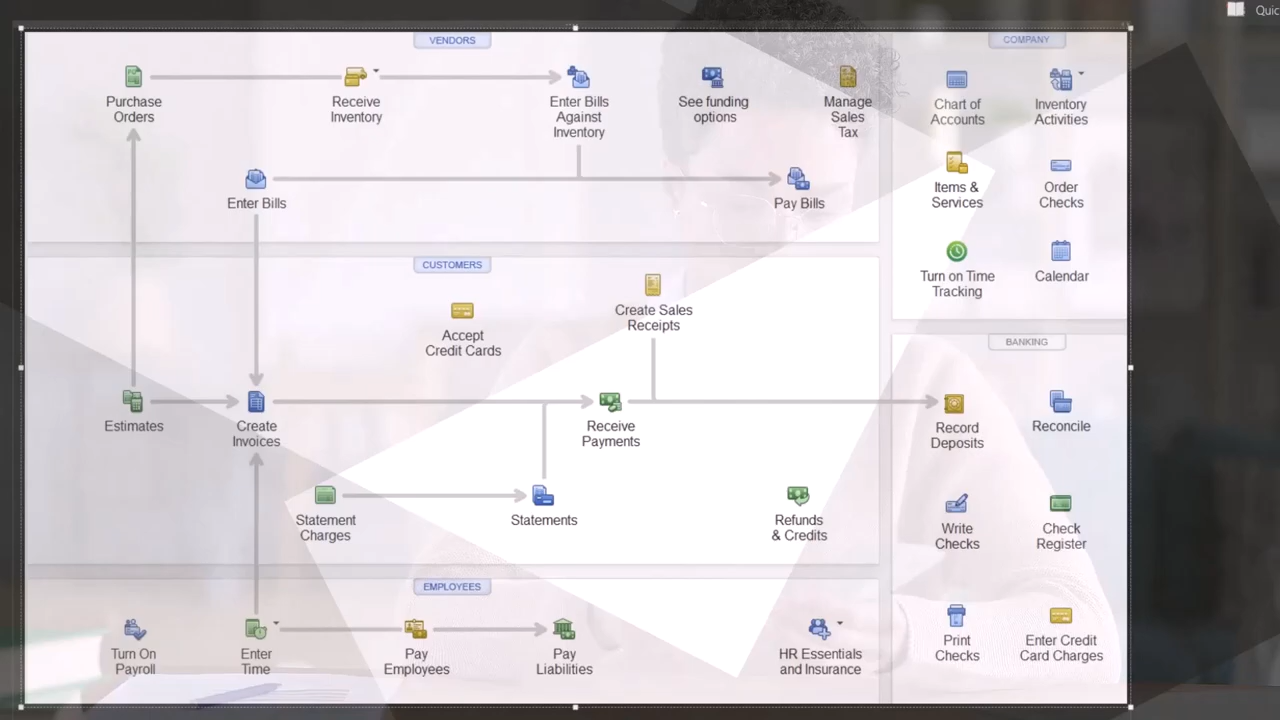 Quic
VENDORS
Purchase
Orders
Receive
Inventory
Enter Bills
Against
Inventory
See funding
options
Manage
Sales
Tax
Enter Bills
Pay Bills
COMPANY
Chart of
Accounts
Inventory
Activities
Items &
Services
Order
Checks
Turn on Time
Tracking
Calendar
CUSTOMERS
Accept
Credit Cards
Create Sales
Receipts
Estimates
Create
Invoices
Receive
Payments
Statement
Charges
Statements
Refunds
& Credits
BANKING
Record
Deposits
Reconcile
Write
Checks
Check
Register
Print
Checks
Enter Credit
Card Charges
EMPLOYEES
Turn On
Payroll
Enter
Time
Pay
Employees
Pay
Liabilities
HR Essentials
and Insurance